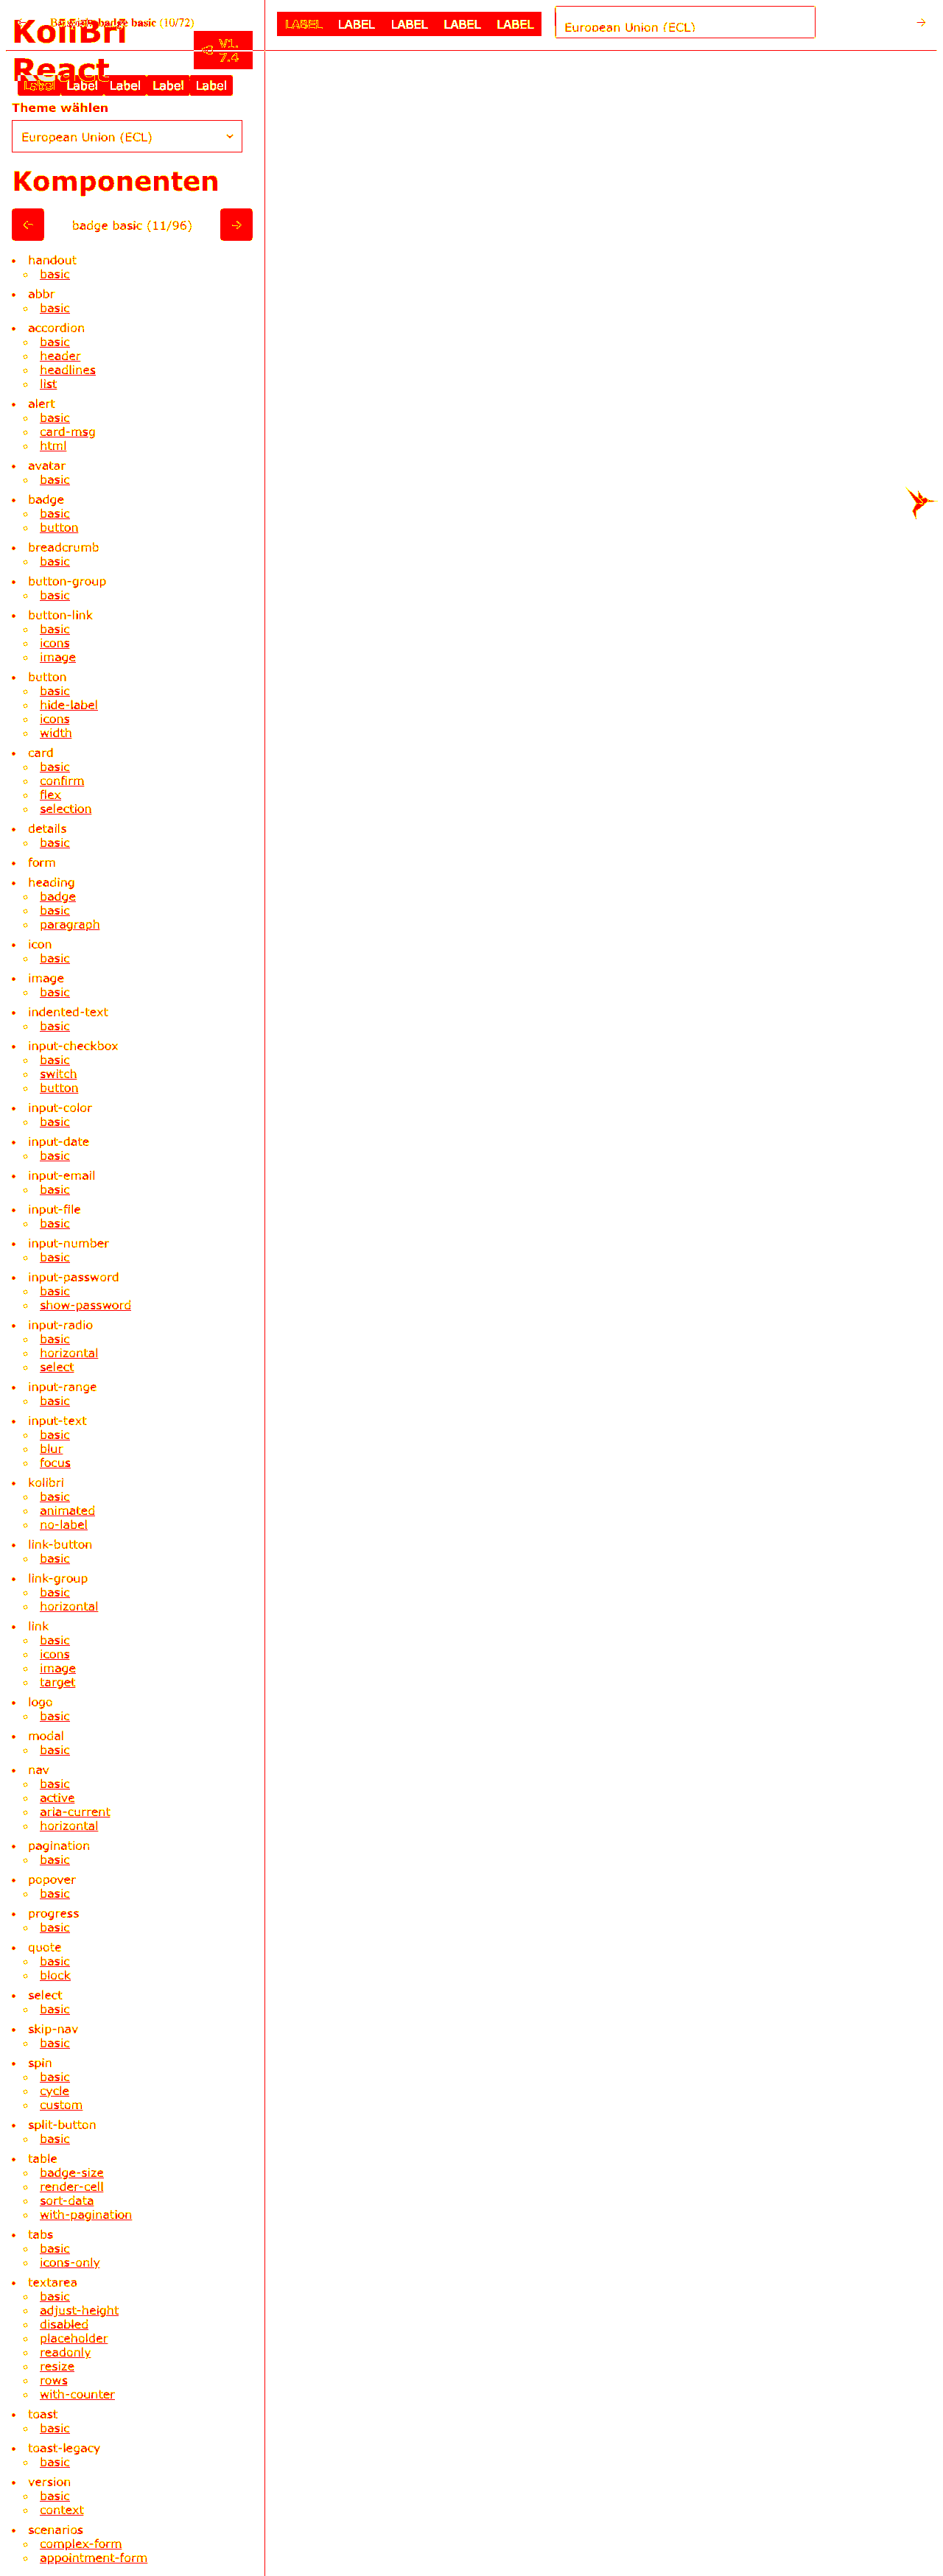 KoliBri
badge basic (10/72)
LABEL LABEL LABEL LABEL LABEL
European Union (ECL)
React
Label Label Label Label Label
Theme wählen
European Union (ECL)
Komponenten
badge basic (11/96)
handout
basic
abbr
basic
accordion
basic
header
headlines
list
alert
basic
card-msg
html
avatar
basic
badge
basic
button
breadcrumb
basic
button-group
basic
button-link
basic
icons
image
button
basic
hide-label
icons
width
card
basic
confirm
flex
selection
details
basic
form
heading
badge
basic
paragraph
icon
basic
image
basic
indented-text
basic
input-checkbox
basic
switch
button
input-color
basic
input-date
basic
input-email
basic
input-file
basic
input-number
basic
input-password
basic
show-password
input-radio
basic
horizontal
select
input-range
basic
input-text
basic
blur
focus
kolibri
basic
animated
no-label
link-button
basic
link-group
basic
horizontal
link
basic
icons
image
target
logo
basic
modal
basic
nav
basic
active
aria-current
horizontal
pagination
basic
popover
basic
progress
basic
quote
basic
block
select
basic
skip-nav
basic
spin
basic
cycle
custom
split-button
basic
table
badge-size
render-cell
sort-data
with-pagination
tabs
basic
icons-only
textarea
basic
adjust-height
disabled
placeholder
readonly
resize
rows
with-counter
toast
basic
toast-legacy
basic
version
basic
context
scenarios
complex-form
appointment-form